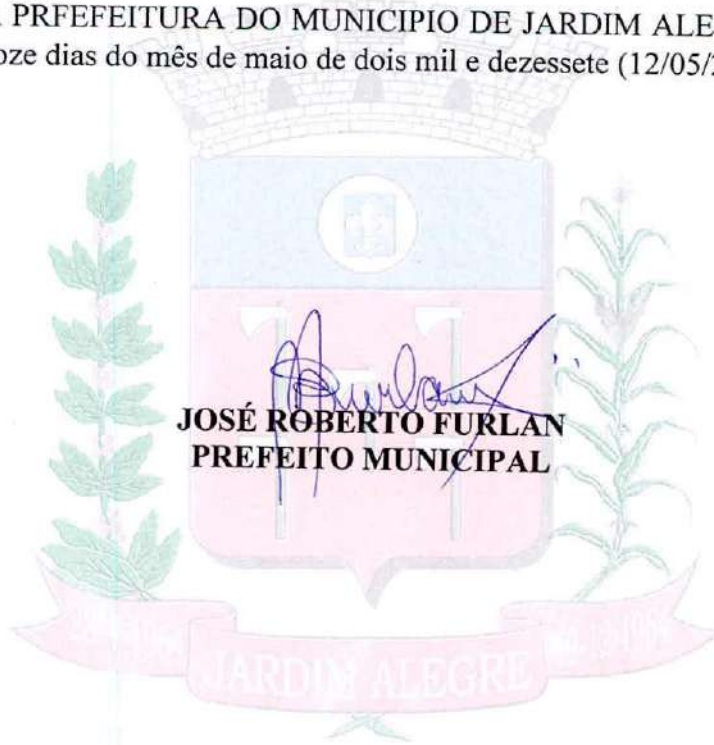 PRFEFEITURA DO MUNICIPIO DE JARDIM ALE
oze dias do mês de maio de dois mil e dezessete (12/05/
JOSÉ ROBERTO FURLAN
PREFEITO MUNICIPAL
JARDIM ALEGRE